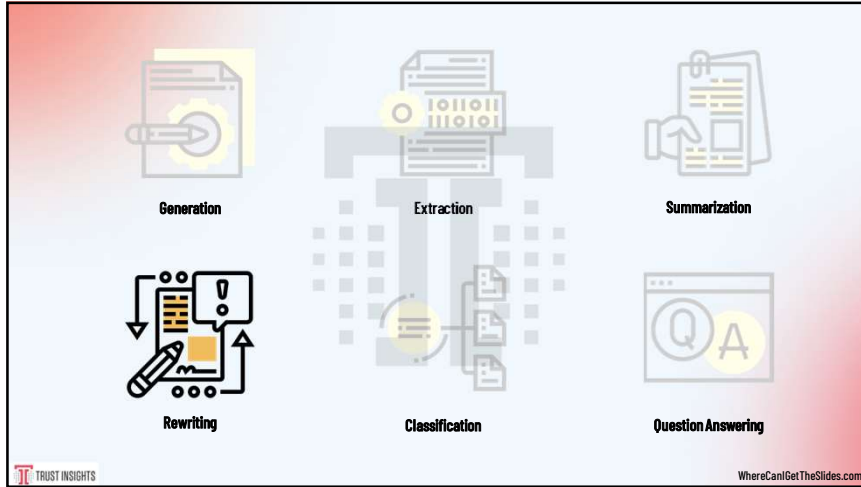 Generation
Extraction
Summarization
Rewriting
Classification
Question Answering
TRUST INSIGHTS
WhereCanIGetTheSlides.com